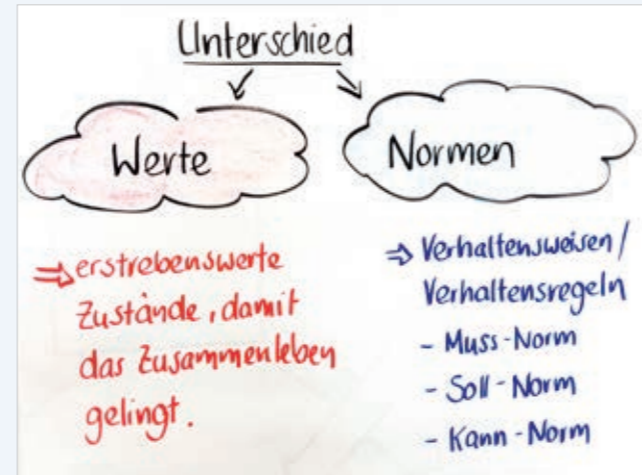 Unterschied
Werte
Normen
⇒ erstrebenswerte
Zustände, damit
das Zusammenleben
gelingt.
⇒ Verhaltensweisen/
Verhaltensregeln
- Muss-Norm
- Soll-Norm
- Kann-Norm